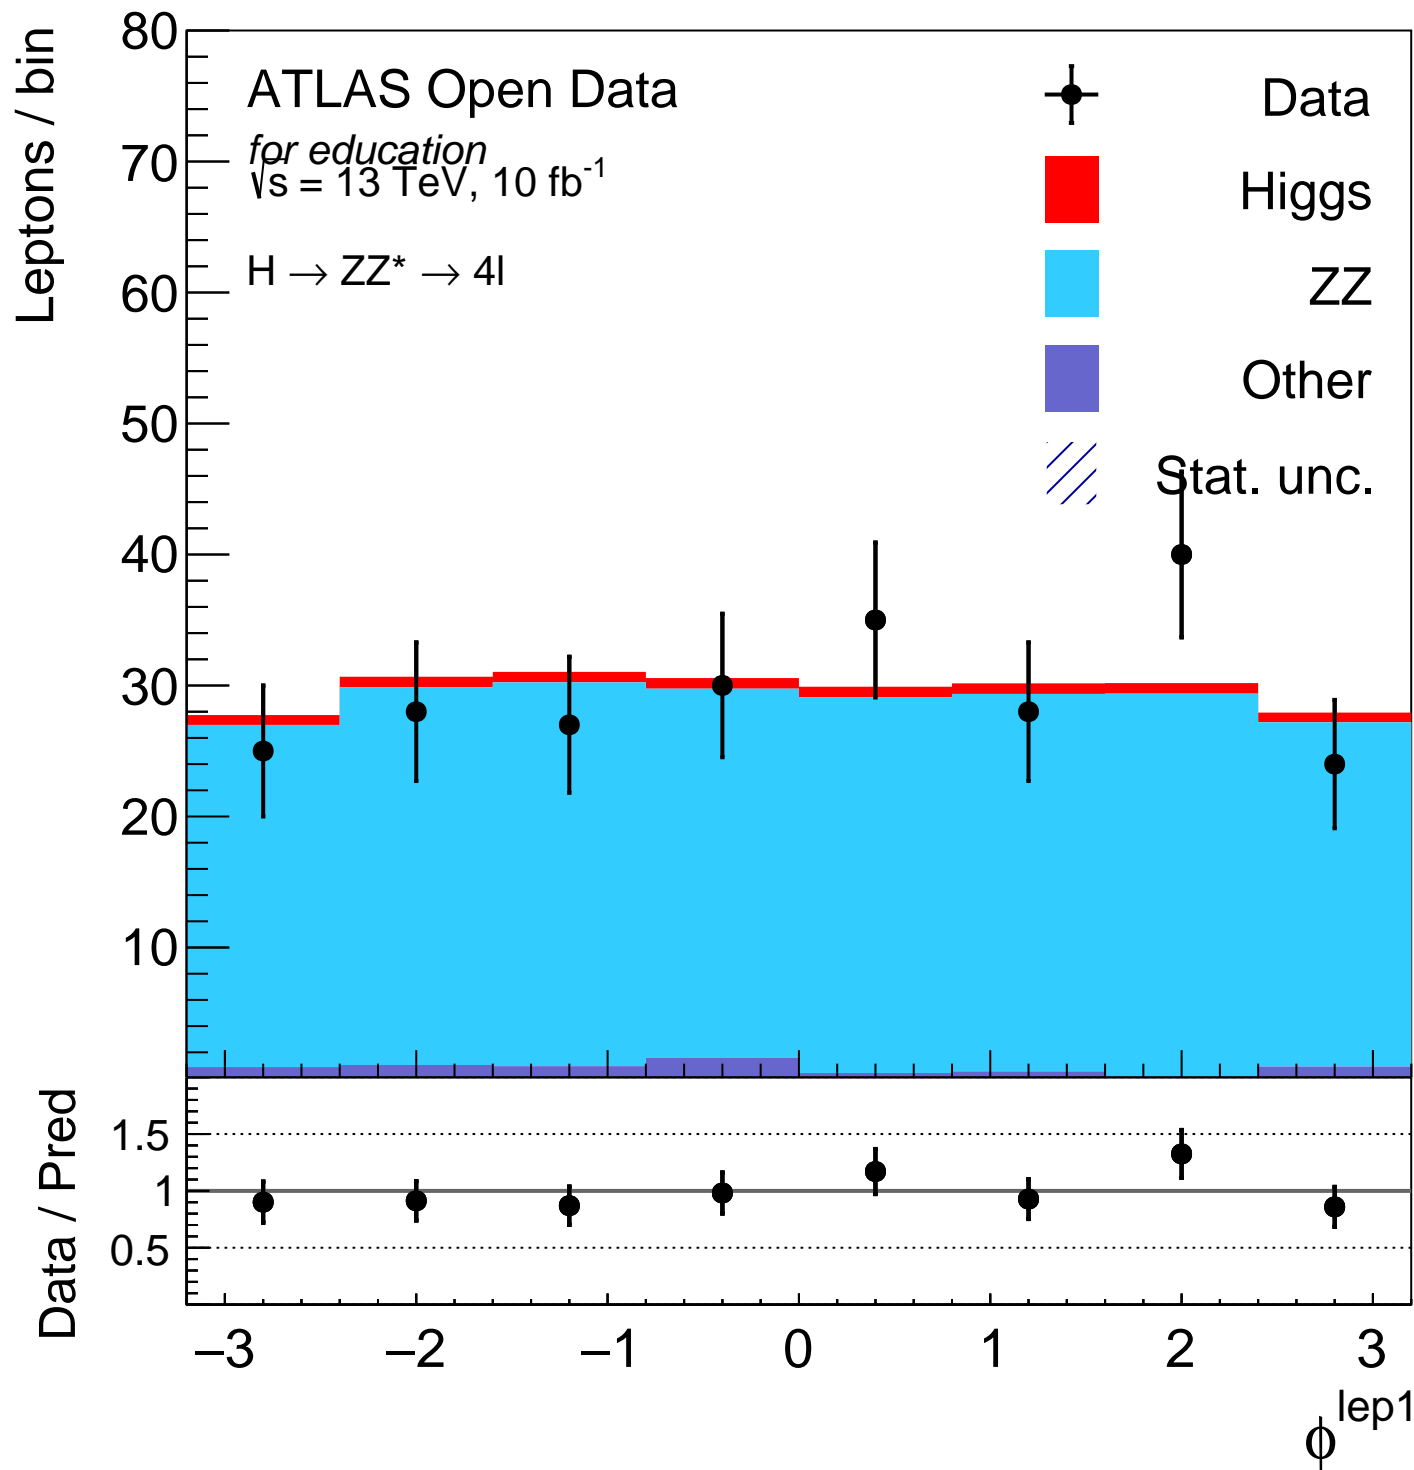 Leptons / bin
80
70
60
50
40
30
20
10
ATLAS Open Data
for education
√s = 13 TeV, 10 fb⁻¹
H → ZZ* → 4l
Data
Higgs
ZZ
Other
Stat. unc.
Data / Pred
1.5
1
0.5
−3 −2 −1 0 1 2 3
ϕ^lep1